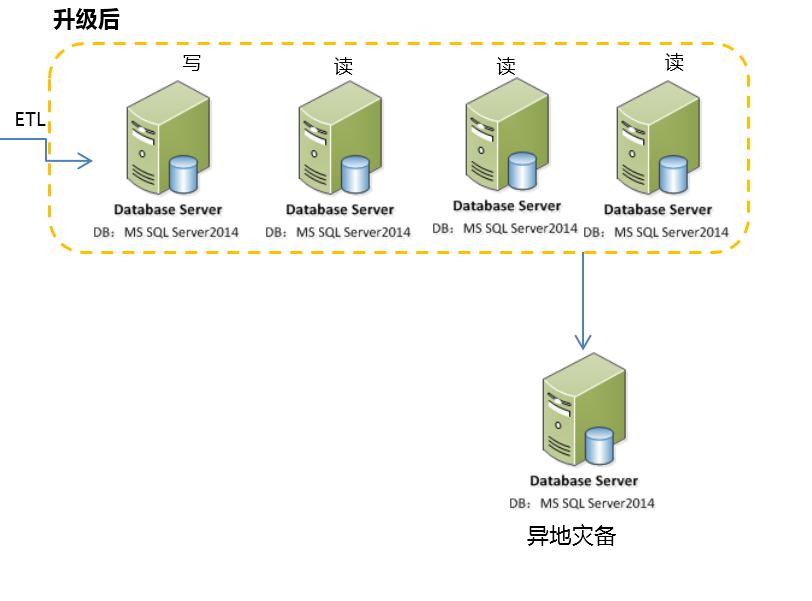 升级后
写
读
读
读
ETL
Database Server
DB： MS SQL Server2014
Database Server
DB： MS SQL Server2014
Database Server
DB： MS SQL Server2014
Database Server
DB： MS SQL Server2014
Database Server
DB： MS SQL Server2014
异地灾备